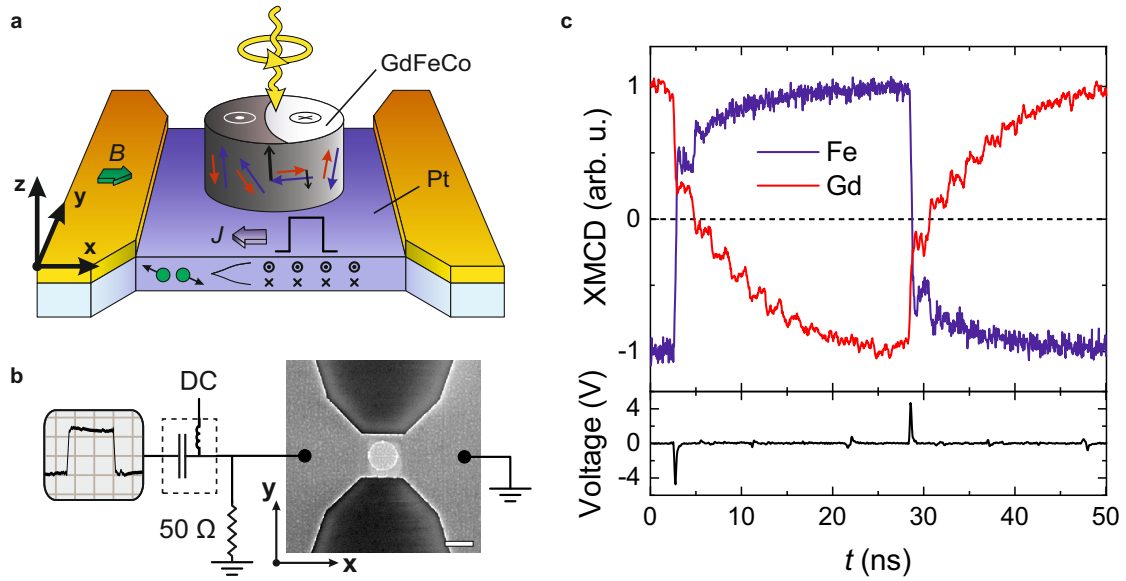 a
GdFeCo
B
Pt
z
y
x
J
b
DC
50 Ω
y
x
c
XMCD (arb. u.)
1
0
-1
Fe
Gd
Voltage (V)
4
0
-4
0 10 20 30 40 50
t (ns)